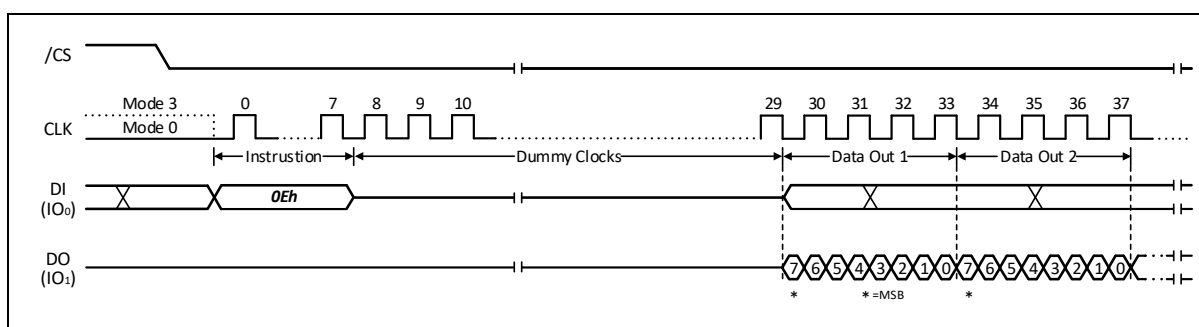 /CS
Mode 3 0 7 8 9 10 29 30 31 32 33 34 35 36 37
CLK Mode 0
Instrustion Dummy Clocks Data Out 1 Data Out 2
DI
(IO0) 0Eh
DO
(IO1) 7 6 5 4 3 2 1 0 7 6 5 4 3 2 1 0
* * =MSB *